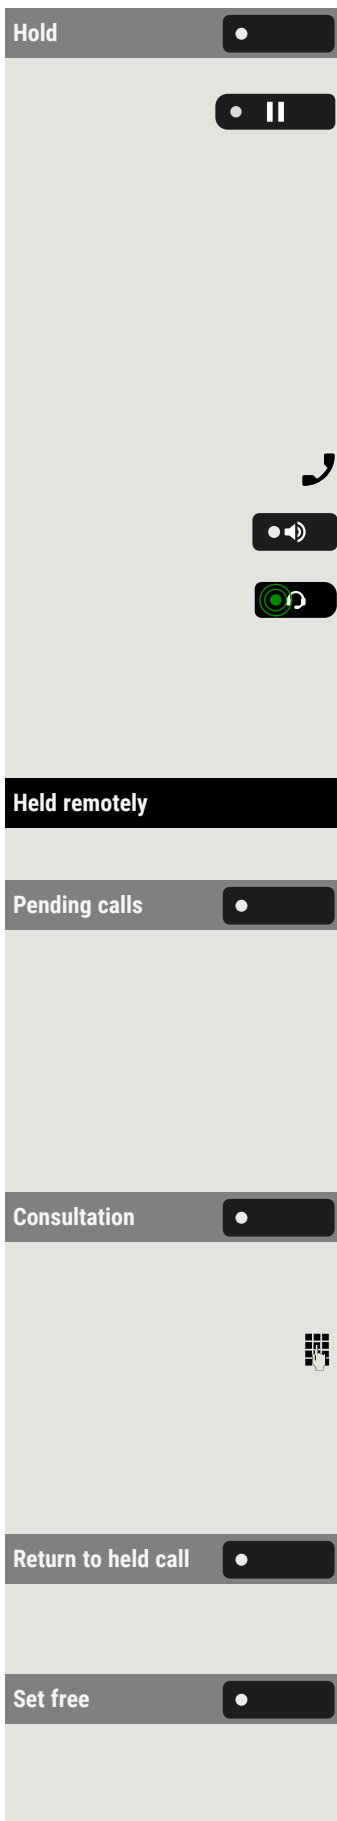 Hold
Held remotely
Pending calls
Consultation
Return to held call
Set free